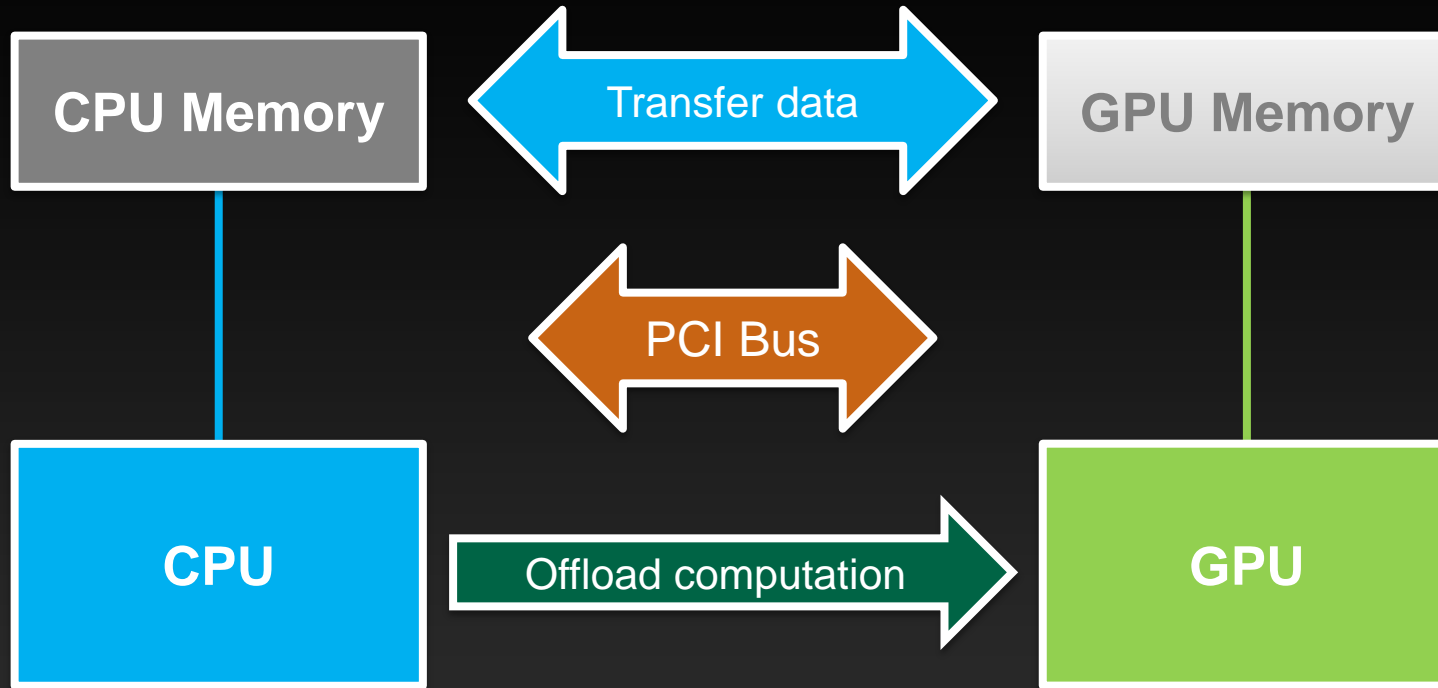 CPU Memory
Transfer data
GPU Memory
PCI Bus
CPU
Offload computation
GPU